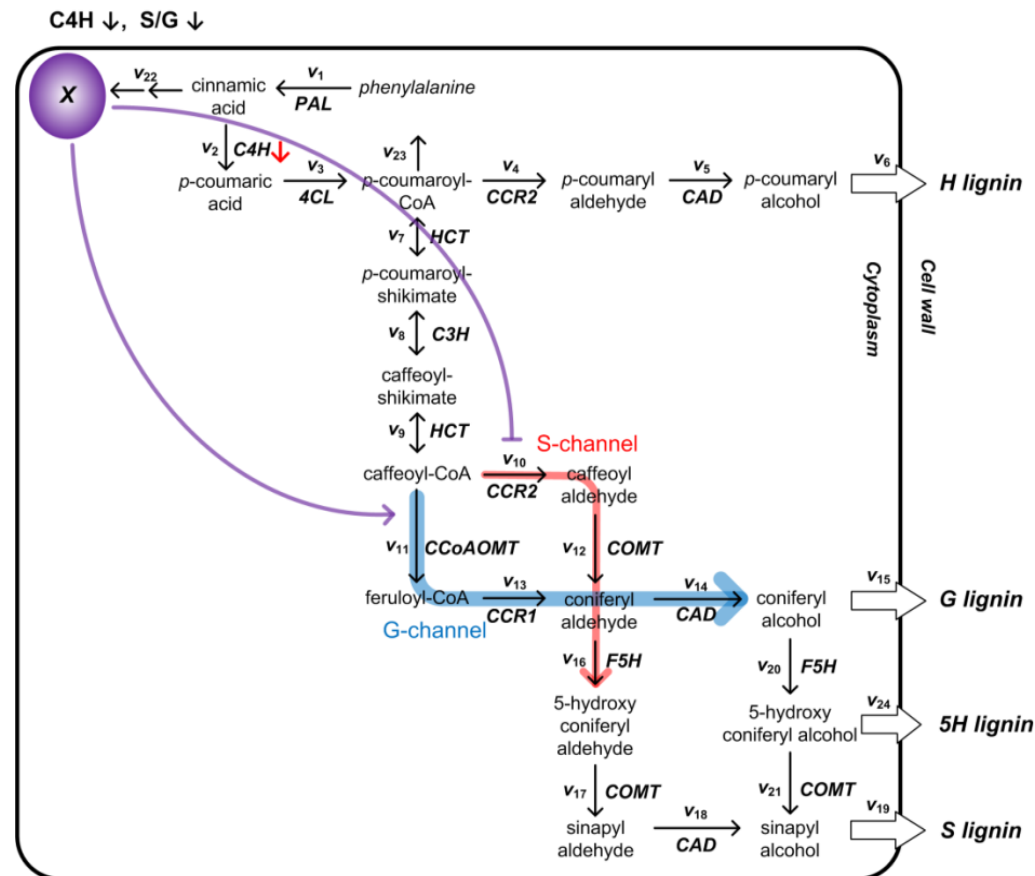 C4H ↓, S/G ↓
X
v22
cinnamic
acid
v1
PAL
phenylalanine
v2
C4H
p-coumaric
acid
v3
4CL
v23
p-coumaroyl-
CoA
v4
CCR2
p-coumaryl
aldehyde
v5
CAD
p-coumaryl
alcohol
v6
H lignin
v7
HCT
p-coumaroyl-
shikimate
Cytoplasm
Cell wall
v8
C3H
caffeoyl-
shikimate
v9
HCT
S-channel
caffeoyl-CoA
v10
CCR2
caffeoyl
aldehyde
v11
CCoAOMT
v12
COMT
feruloyl-CoA
v13
CCR1
coniferyl
aldehyde
v14
CAD
coniferyl
alcohol
v15
G lignin
G-channel
v16
F5H
v20
F5H
5-hydroxy
coniferyl
aldehyde
5-hydroxy
coniferyl alcohol
v24
5H lignin
v17
COMT
v21
COMT
sinapyl
aldehyde
v18
CAD
sinapyl
alcohol
v19
S lignin